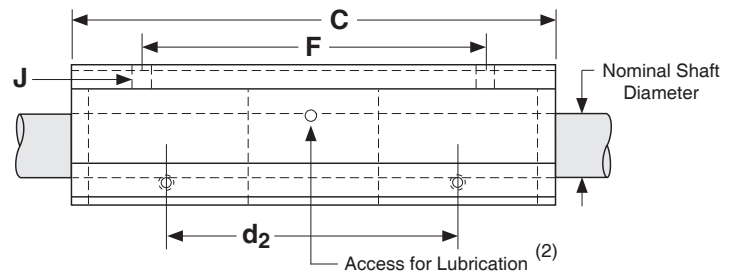 C
F
J
Nominal Shaft
Diameter
d2
Access for Lubrication (2)